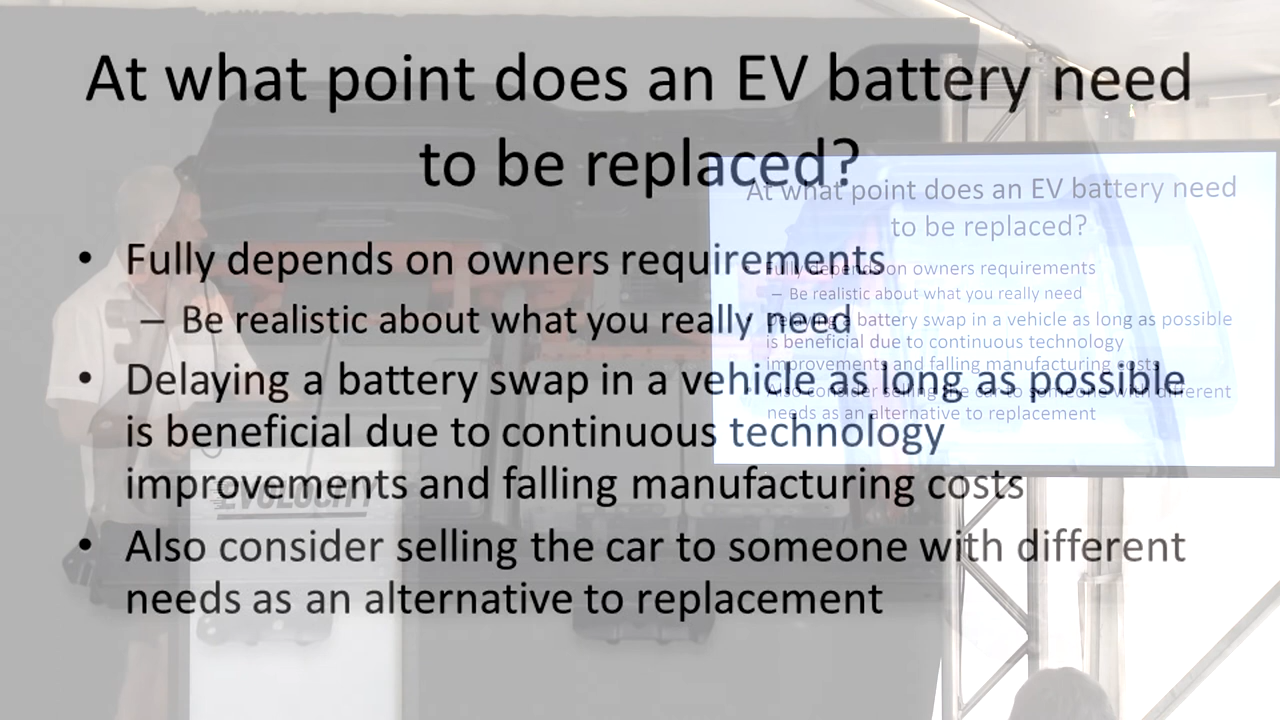 At what point does an EV battery need
to be replaced?
• Fully depends on owners requirements
– Be realistic about what you really need
• Delaying a battery swap in a vehicle as long as possible
is beneficial due to continuous technology
improvements and falling manufacturing costs
• Also consider selling the car to someone with different
needs as an alternative to replacement
At what point does an EV battery need
to be replaced?
Fully depends on owners requirements
– Be realistic about what you really need
Delaying a battery swap in a vehicle as long as possible
is beneficial due to continuous technology
improvements and falling manufacturing costs
Also consider selling the car to someone with different
needs as an alternative to replacement
EVOLOCITY